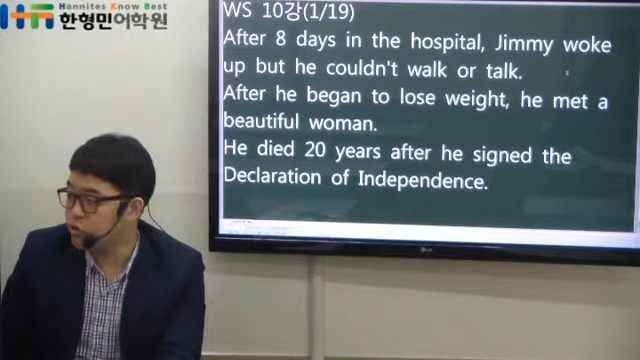 Hannites Know Best
한형민어학원
WS 10강(1/19)
After 8 days in the hospital, Jimmy woke
up but he couldn't walk or talk.
After he began to lose weight, he met a
beautiful woman.
He died 20 years after he signed the
Declaration of Independence.
LG